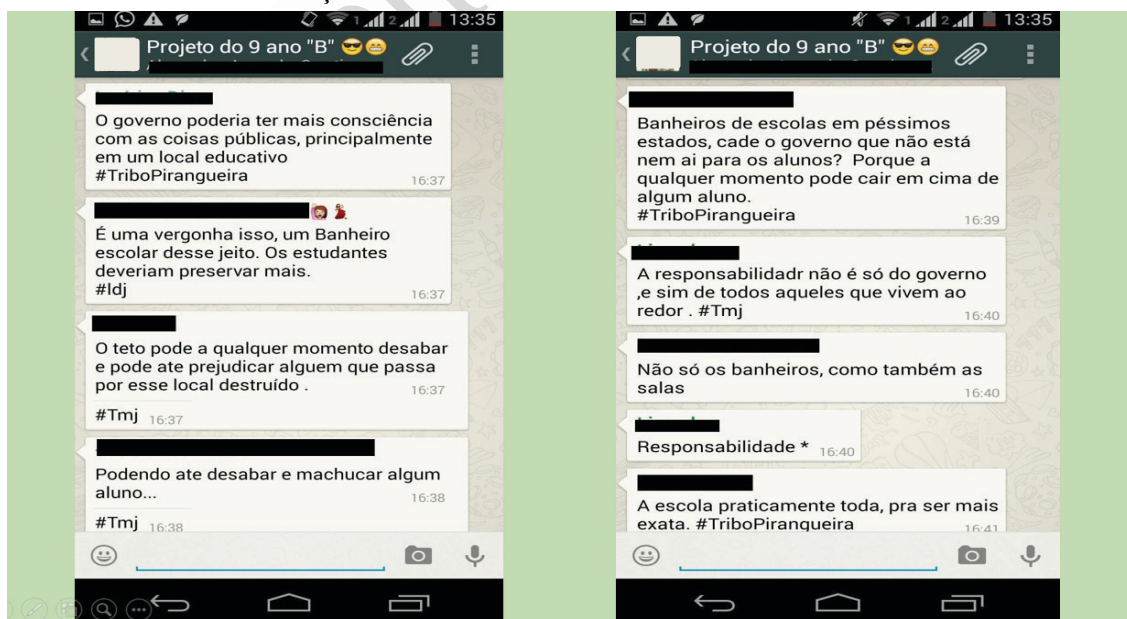 1 2 13:35
Projeto do 9 ano "B" 😎😁
O governo poderia ter mais consciência
com as coisas públicas, principalmente
em um local educativo
#TriboPirangueira 16:37
É uma vergonha isso, um Banheiro
escolar desse jeito. Os estudantes
deveriam preservar mais.
#ldj 16:37
O teto pode a qualquer momento desabar
e pode ate prejudicar alguem que passa
por esse local destruído . 16:37
#Tmj 16:37
Podendo ate desabar e machucar algum
aluno... 16:38
#Tmj 16:38
1 2 13:35
Projeto do 9 ano "B" 😎😁
Banheiros de escolas em péssimos
estados, cade o governo que não está
nem ai para os alunos? Porque a
qualquer momento pode cair em cima de
algum aluno.
#TriboPirangueira 16:39
A responsabilidadr não é só do governo
,e sim de todos aqueles que vivem ao
redor . #Tmj 16:40
Não só os banheiros, como também as
salas 16:40
Responsabilidade * 16:40
A escola praticamente toda, pra ser mais
exata. #TriboPirangueira 16:41